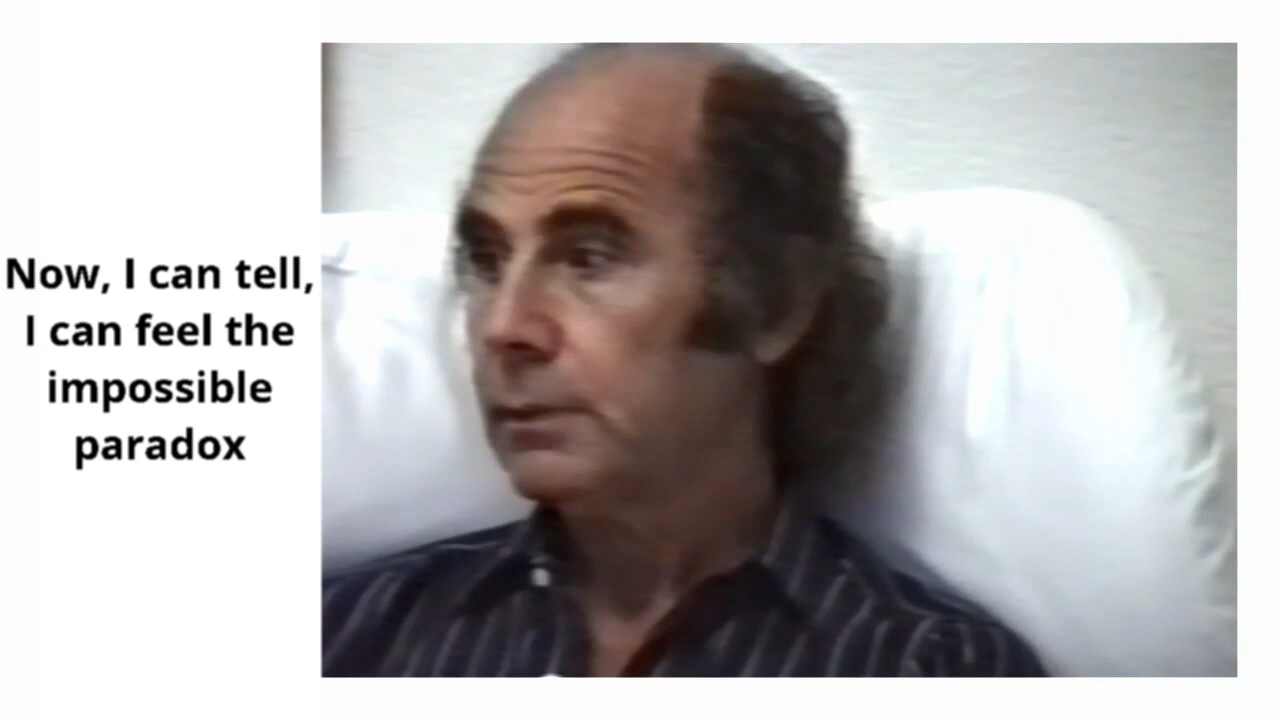 Now, I can tell,
I can feel the
impossible
paradox